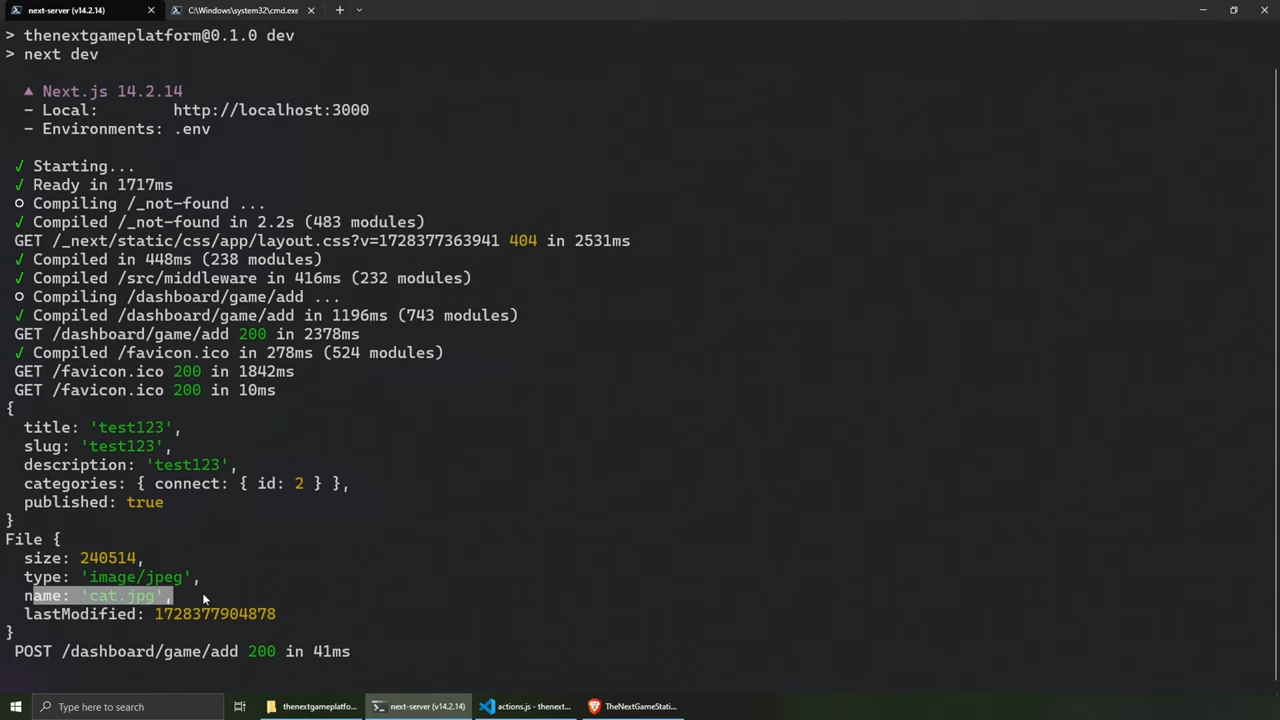 next-server (v14.2.14)
C:\Windows\system32\cmd.exe
> thenextgameplatform@0.1.0 dev
> next dev
▲ Next.js 14.2.14
- Local: http://localhost:3000
- Environments: .env
✓ Starting...
✓ Ready in 1717ms
○ Compiling /_not-found ...
✓ Compiled /_not-found in 2.2s (483 modules)
GET /_next/static/css/app/layout.css?v=1728377363941 404 in 2531ms
✓ Compiled in 448ms (238 modules)
✓ Compiled /src/middleware in 416ms (232 modules)
○ Compiling /dashboard/game/add ...
✓ Compiled /dashboard/game/add in 1196ms (743 modules)
GET /dashboard/game/add 200 in 2378ms
✓ Compiled /favicon.ico in 278ms (524 modules)
GET /favicon.ico 200 in 1842ms
GET /favicon.ico 200 in 10ms
{
title: 'test123',
slug: 'test123',
description: 'test123',
categories: { connect: { id: 2 } },
published: true
}
File {
size: 240514,
type: 'image/jpeg',
name: 'cat.jpg',
lastModified: 1728377904878
}
POST /dashboard/game/add 200 in 41ms
Type here to search
thenextgameplatfo...
next-server (v14.2.14)
actions.js - thenext...
TheNextGameStati...